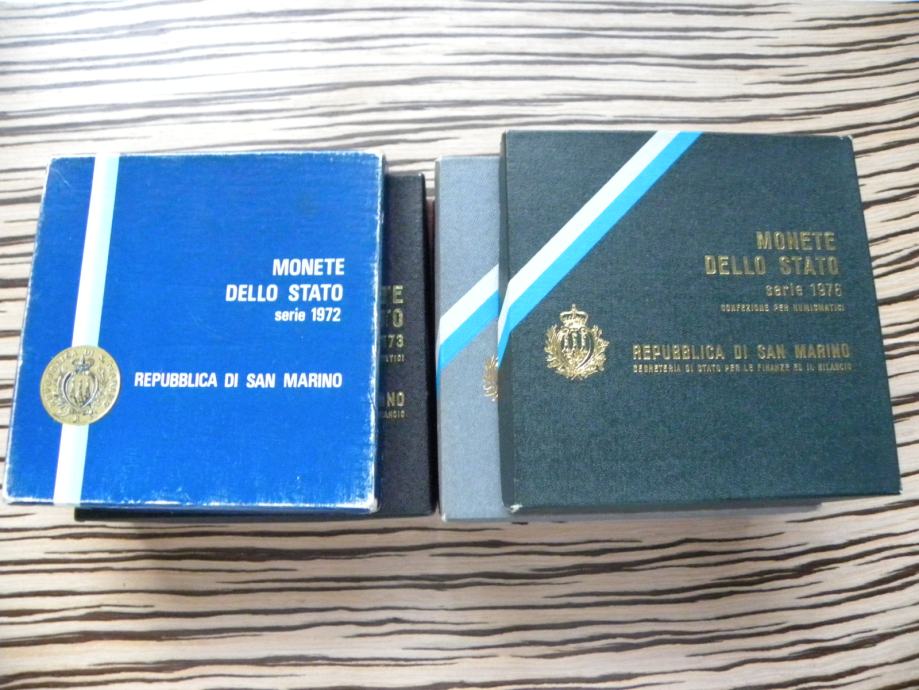 MONETE
DELLO STATO
serie 1972
REPUBBLICA DI SAN MARINO
MONETE
DELLO STATO
serie 1978
CONFEZIONE PER NUMISMATICI
REPUBBLICA DI SAN MARINO
SEGRETERIA DI STATO PER LE FINANZE ED IL BILANCIO